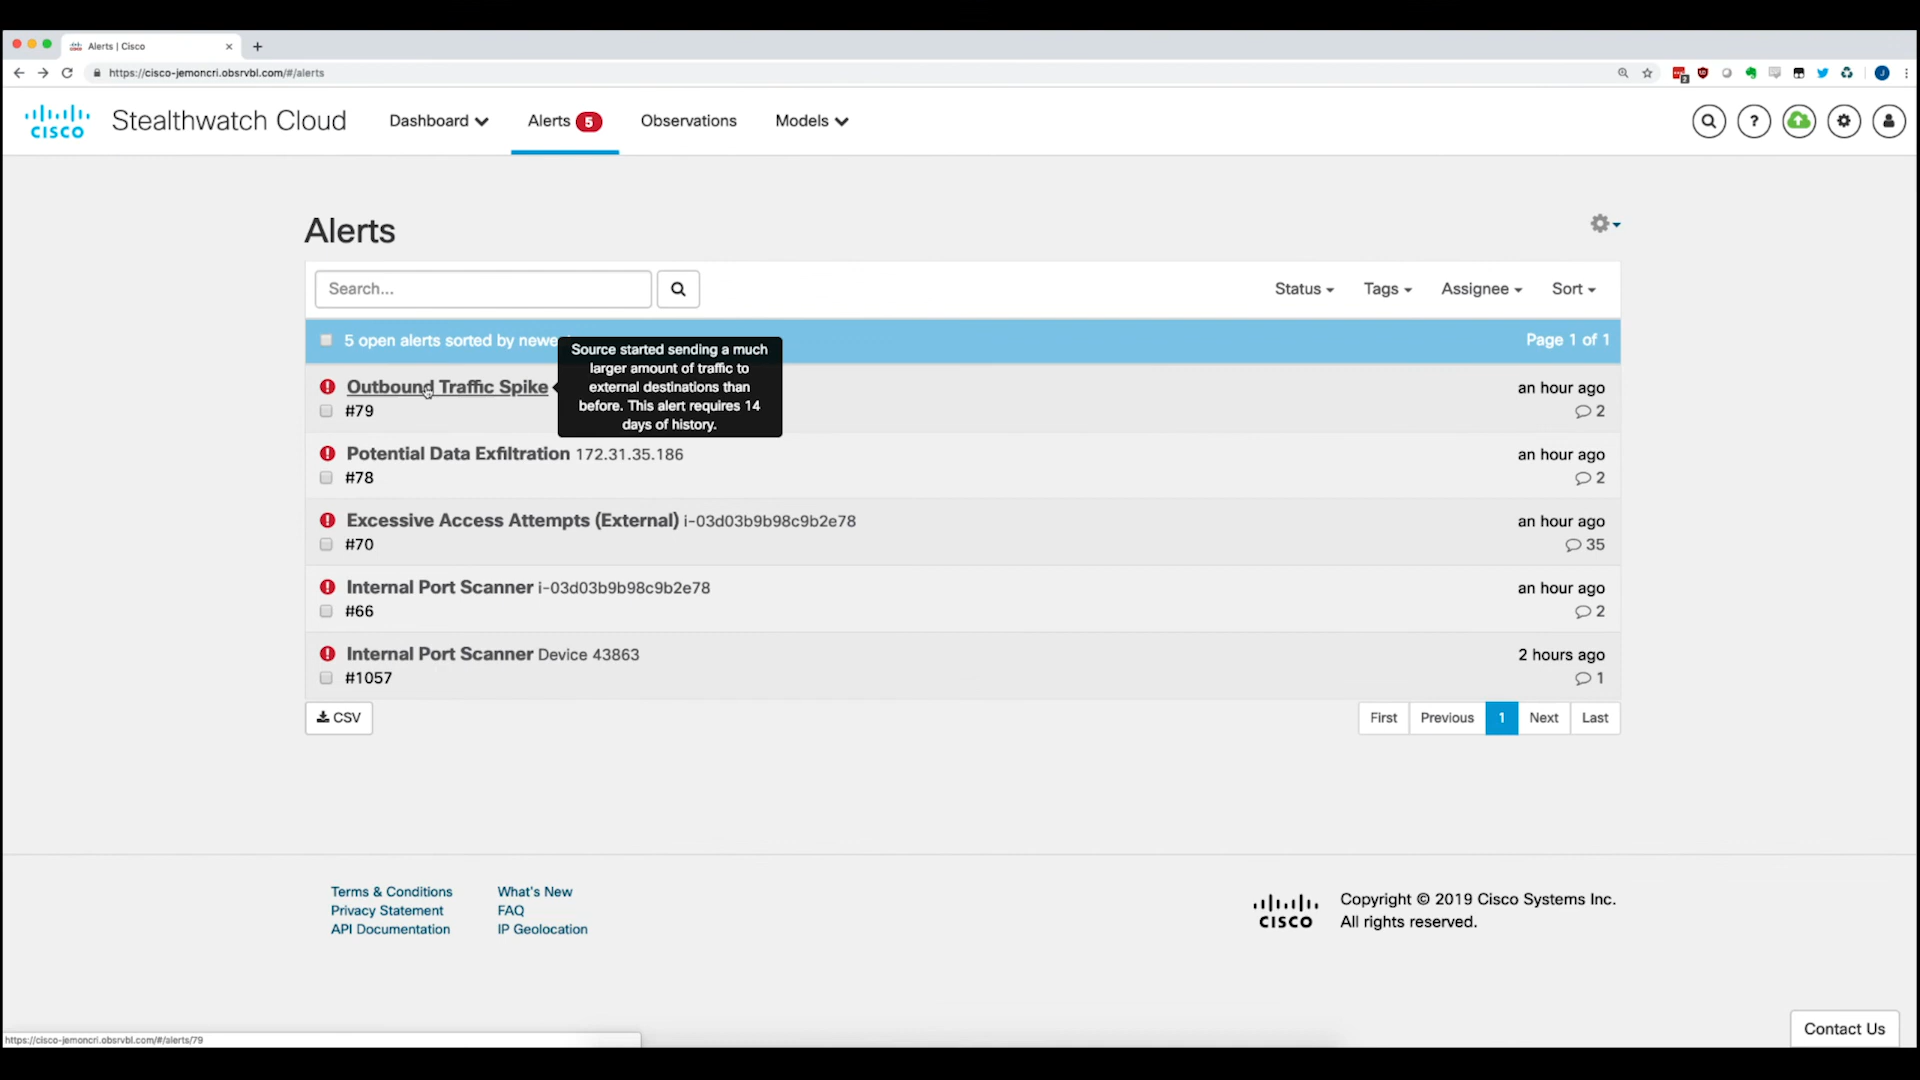 Alerts | Cisco
https://cisco-jemoncri.obsrvbl.com/#/alerts
CISCO
Stealthwatch Cloud
Dashboard
Alerts 5
Observations
Models
?
Alerts
Search...
Status
Tags
Assignee
Sort
5 open alerts sorted by newe
Page 1 of 1
Source started sending a much
larger amount of traffic to
external destinations than
before. This alert requires 14
days of history.
Outbound Traffic Spike
an hour ago
#79
2
Potential Data Exfiltration 172.31.35.186
an hour ago
#78
2
Excessive Access Attempts (External) i-03d03b9b98c9b2e78
an hour ago
#70
35
Internal Port Scanner i-03d03b9b98c9b2e78
an hour ago
#66
2
Internal Port Scanner Device 43863
2 hours ago
#1057
1
CSV
First
Previous
1
Next
Last
Terms & Conditions
Privacy Statement
API Documentation
What's New
FAQ
IP Geolocation
CISCO
Copyright © 2019 Cisco Systems Inc.
All rights reserved.
Contact Us
https://cisco-jemoncri.obsrvbl.com/#/alerts/79